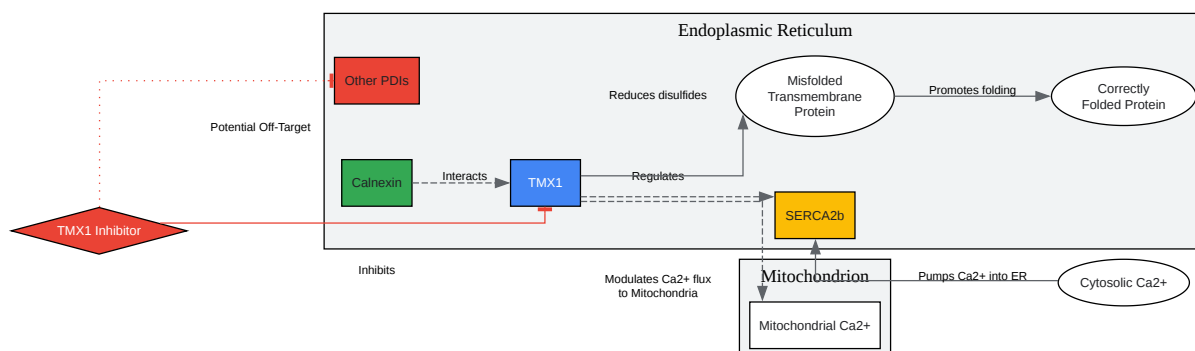 Endoplasmic Reticulum
Other PDIs
Reduces disulfides
Misfolded
Transmembrane
Protein
Promotes folding
Correctly
Folded Protein
Potential Off-Target
Calnexin
Interacts
TMX1
Regulates
SERCA2b
TMX1 Inhibitor
Inhibits
Modulates Ca2+ flux
to Mitochondria
Mitochondrion
Pumps Ca2+ into ER
Cytosolic Ca2+
Mitochondrial Ca2+